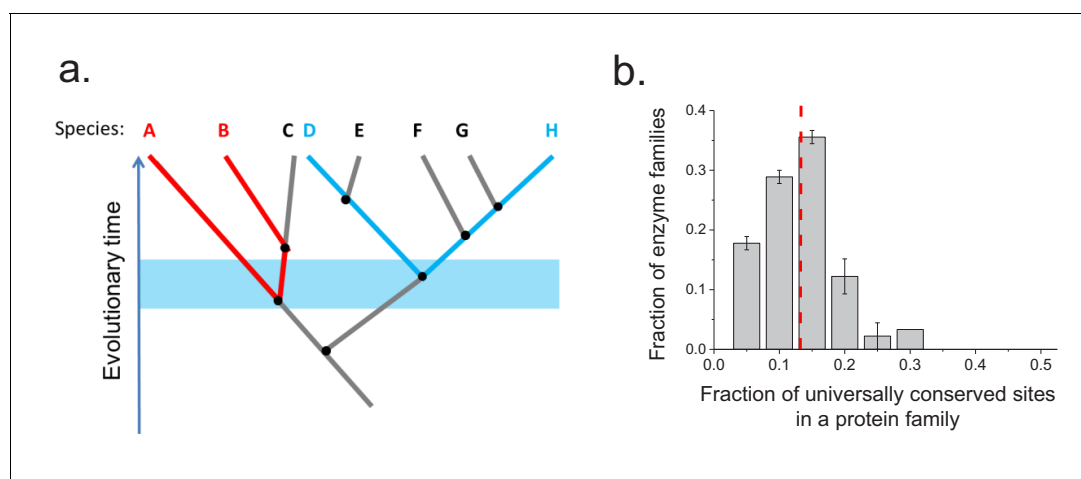 a.
Species: A B C D E F G H
Evolutionary time
b.
Fraction of enzyme families
0.4
0.3
0.2
0.1
0.0
0.0 0.1 0.2 0.3 0.4 0.5
Fraction of universally conserved sites
in a protein family